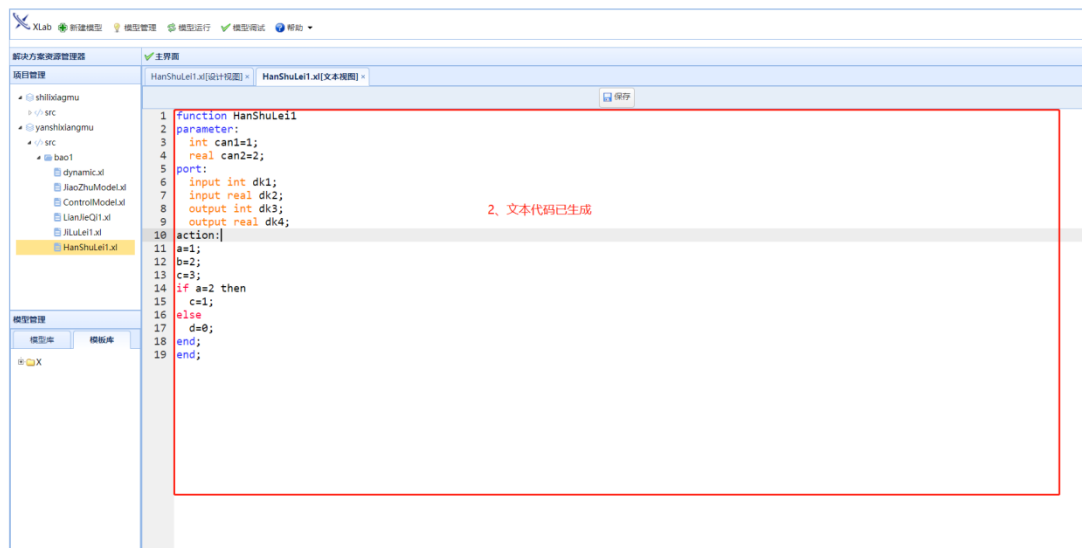 XLab 新建模型 模型管理 模型运行 模型调试 帮助
解决方案资源管理器 主界面
项目管理 HanShuLei1.xl[设计视图] × HanShuLei1.xl[文本视图] ×
保存
shilixiagmu
src
yanshixiangmu
src
bao1
dynamic.xl
JiaoZhuModel.xl
ControlModel.xl
LianJieQi1.xl
JiLuLei1.xl
HanShuLei1.xl
模型管理
模型库 模板库
X
1 function HanShuLei1
2 parameter:
3 int can1=1;
4 real can2=2;
5 port:
6 input int dk1;
7 input real dk2;
8 output int dk3;
9 output real dk4;
10 action:
11 a=1;
12 b=2;
13 c=3;
14 if a=2 then
15 c=1;
16 else
17 d=0;
18 end;
19 end;
2、文本代码已生成